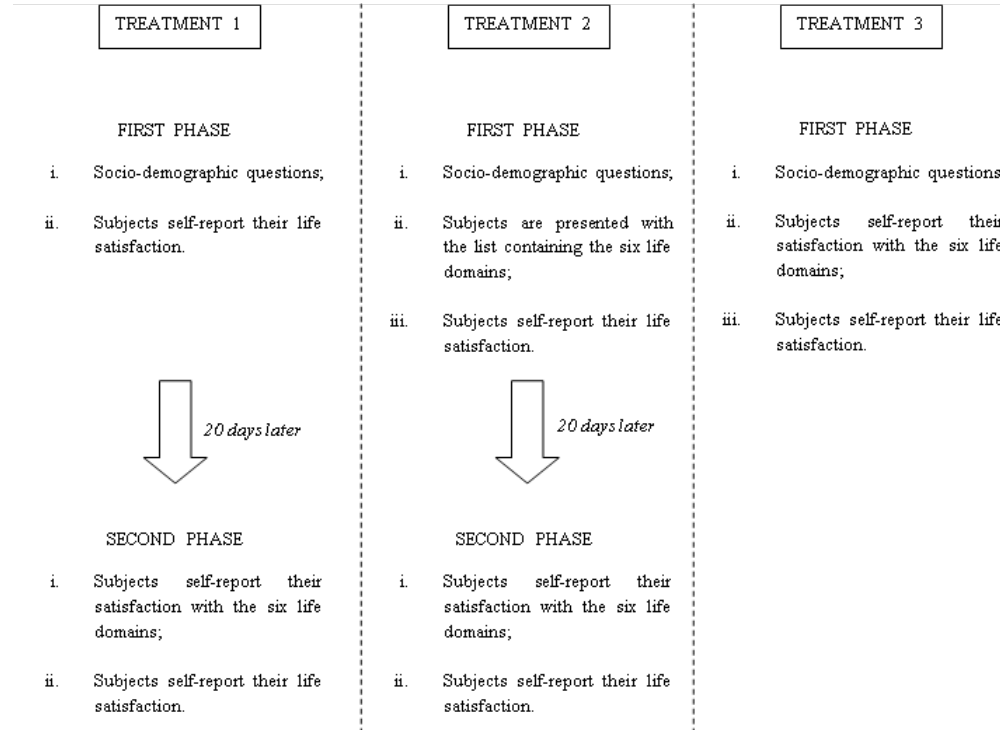 TREATMENT 1
FIRST PHASE
i. Socio-demographic questions;
ii. Subjects self-report their life
satisfaction.
20 days later
SECOND PHASE
i. Subjects self-report their
satisfaction with the six life
domains;
ii. Subjects self-report their life
satisfaction.
TREATMENT 2
FIRST PHASE
i. Socio-demographic questions;
ii. Subjects are presented with
the list containing the six life
domains;
iii. Subjects self-report their life
satisfaction.
20 days later
SECOND PHASE
i. Subjects self-report their
satisfaction with the six life
domains;
ii. Subjects self-report their life
satisfaction.
TREATMENT 3
FIRST PHASE
i. Socio-demographic questions
ii. Subjects self-report their
satisfaction with the six life
domains;
iii. Subjects self-report their life
satisfaction.